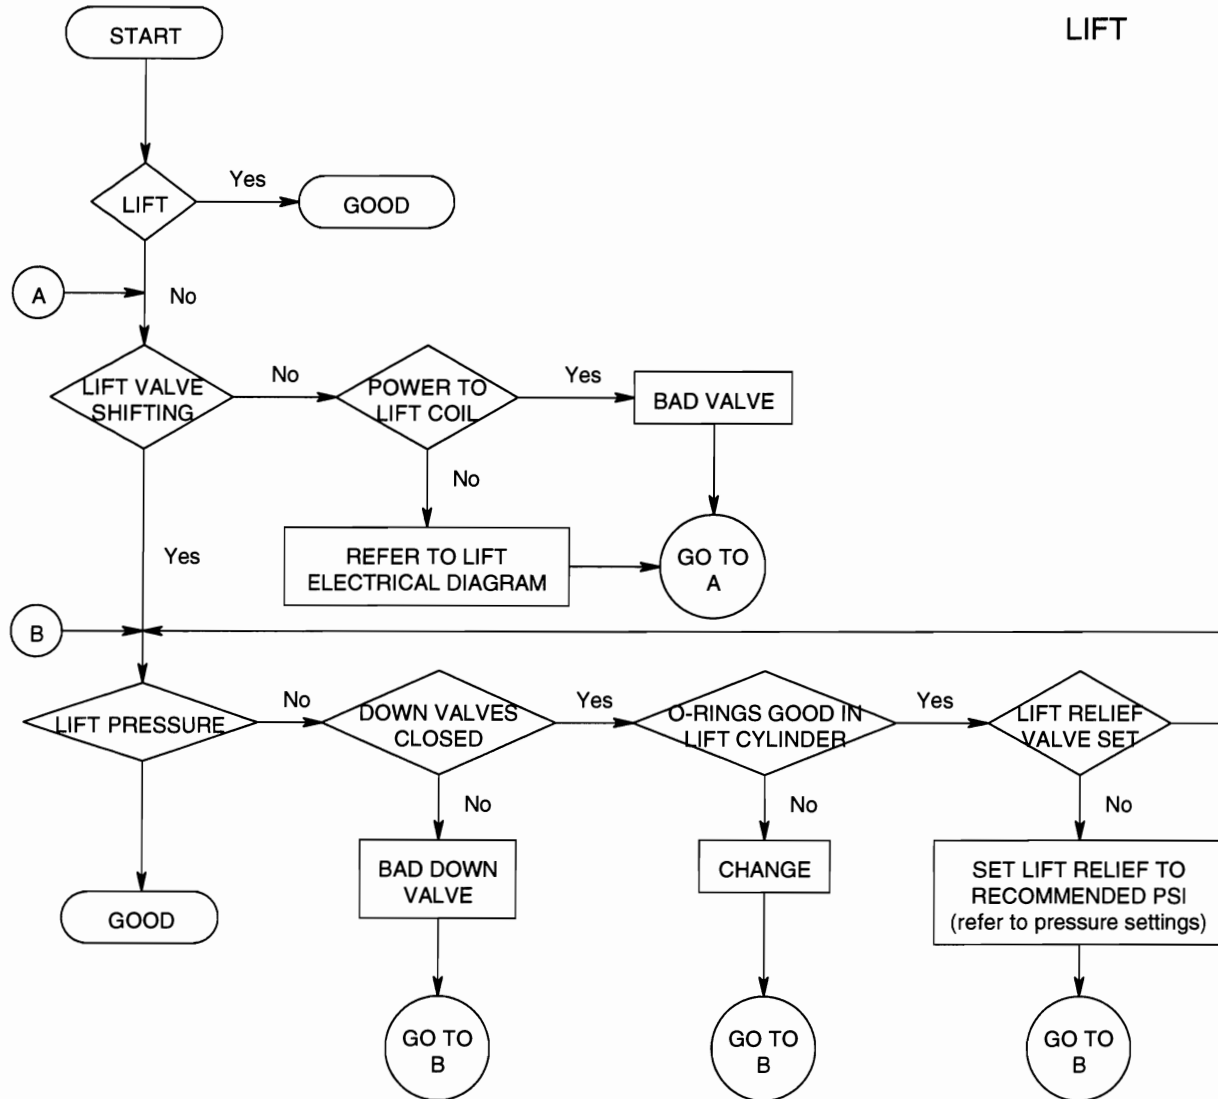 START
LIFT
LIFT
Yes
GOOD
A
No
LIFT VALVE
SHIFTING
No
POWER TO
LIFT COIL
Yes
BAD VALVE
No
Yes
REFER TO LIFT
ELECTRICAL DIAGRAM
GO TO
A
B
LIFT PRESSURE
No
DOWN VALVES
CLOSED
Yes
O-RINGS GOOD IN
LIFT CYLINDER
Yes
LIFT RELIEF
VALVE SET
No
No
No
BAD DOWN
VALVE
CHANGE
SET LIFT RELIEF TO
RECOMMENDED PSI
(refer to pressure settings)
GOOD
GO TO
B
GO TO
B
GO TO
B